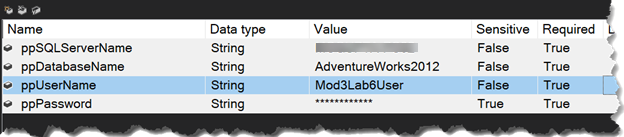 Name Data type Value Sensitive Required
ppSQLServerName String False True
ppDatabaseName String AdventureWorks2012 False True
ppUserName String Mod3Lab6User False True
ppPassword String ************ True True